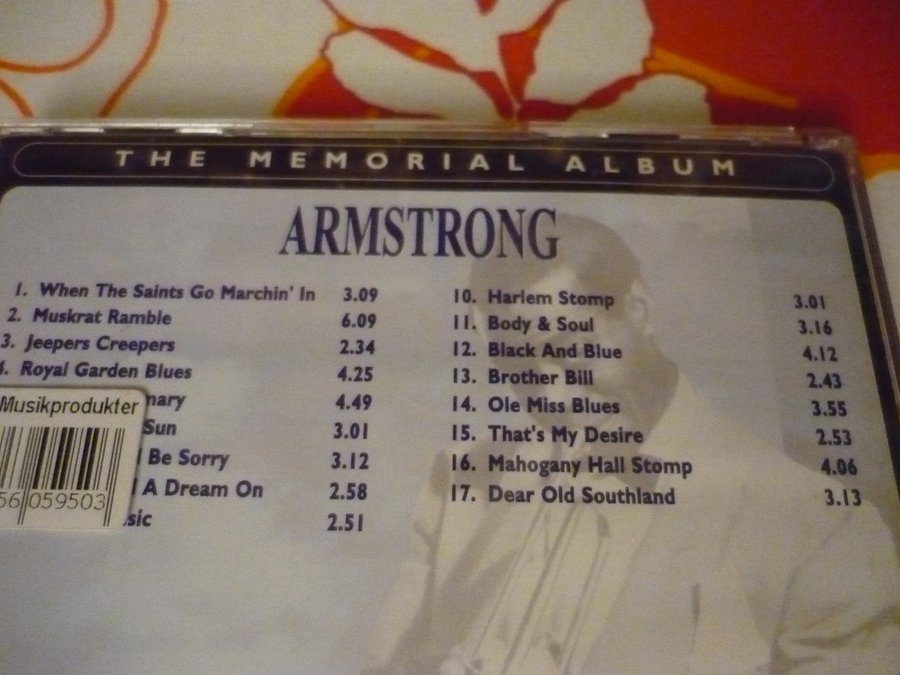 THE MEMORIAL ALBUM
ARMSTRONG
1. When The Saints Go Marchin' In 3.09
2. Muskrat Ramble 6.09
3. Jeepers Creepers 2.34
4. Royal Garden Blues 4.25
mary 4.49
Sun 3.01
Be Sorry 3.12
A Dream On 2.58
sic 2.51
Musikprodukter
56 059503
10. Harlem Stomp 3.01
11. Body & Soul 3.16
12. Black And Blue 4.12
13. Brother Bill 2.43
14. Ole Miss Blues 3.55
15. That's My Desire 2.53
16. Mahogany Hall Stomp 4.06
17. Dear Old Southland 3.13